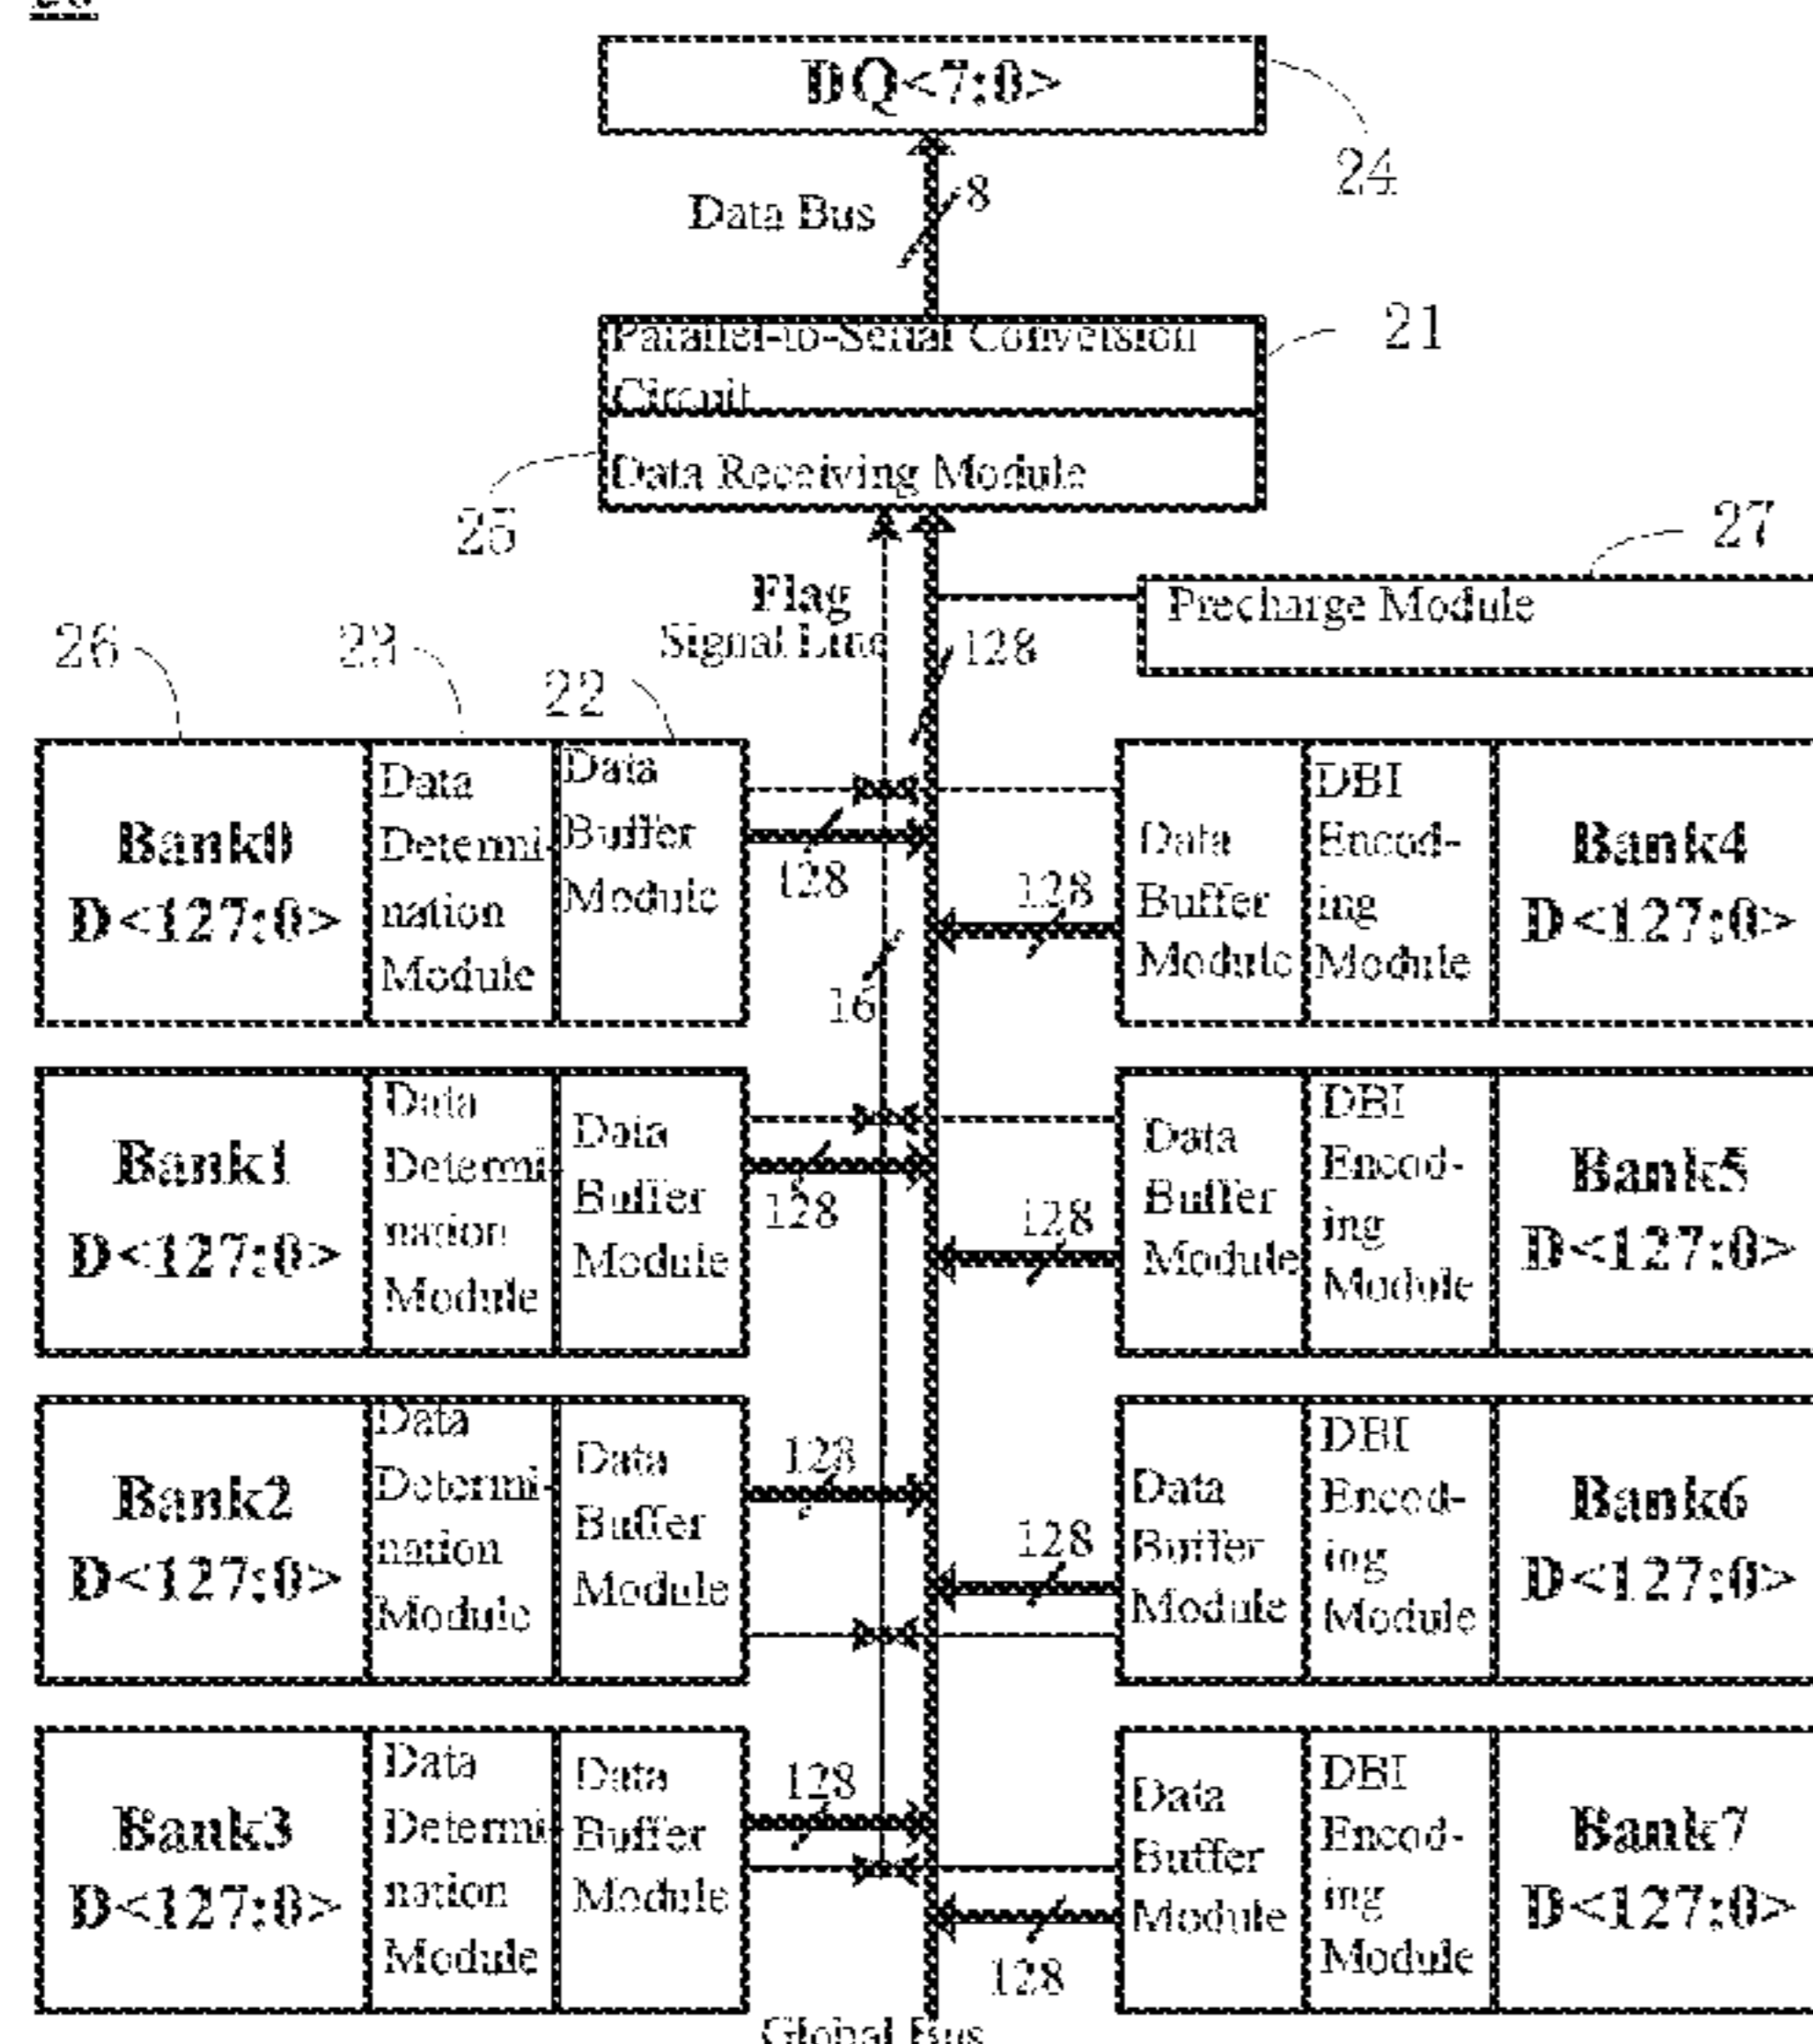 DQ<7:0>
24
Data Bus
8
Parallel-to-Serial Conversion
Circuit
21
Data Receiving Module
25
27
Flag
Signal Line
128
Precharge Module
26
23
22
Bank0
D<127:0>
Data
Determi-
nation
Module
Data
Buffer
Module
128
16
128
Data
Buffer
Module
DBI
Encod-
ing
Module
Bank4
D<127:0>
Bank1
D<127:0>
Data
Determi-
nation
Module
Data
Buffer
Module
128
128
Data
Buffer
Module
DBI
Encod-
ing
Module
Bank5
D<127:0>
Bank2
D<127:0>
Data
Determi-
nation
Module
Data
Buffer
Module
128
128
Data
Buffer
Module
DBI
Encod-
ing
Module
Bank6
D<127:0>
Bank3
D<127:0>
Data
Determi-
nation
Module
Data
Buffer
Module
128
128
Data
Buffer
Module
DBI
Encod-
ing
Module
Bank7
D<127:0>
Global Bus